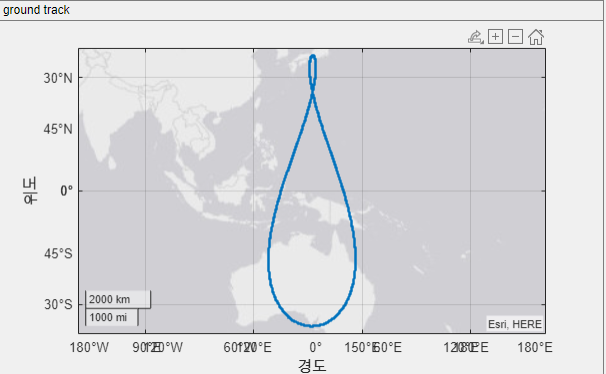 ground track
30°N
45°N
위도
0°
45°S
2000 km
30°S
1000 mi
Esri, HERE
180°W 0° 150°E 180°E
경도